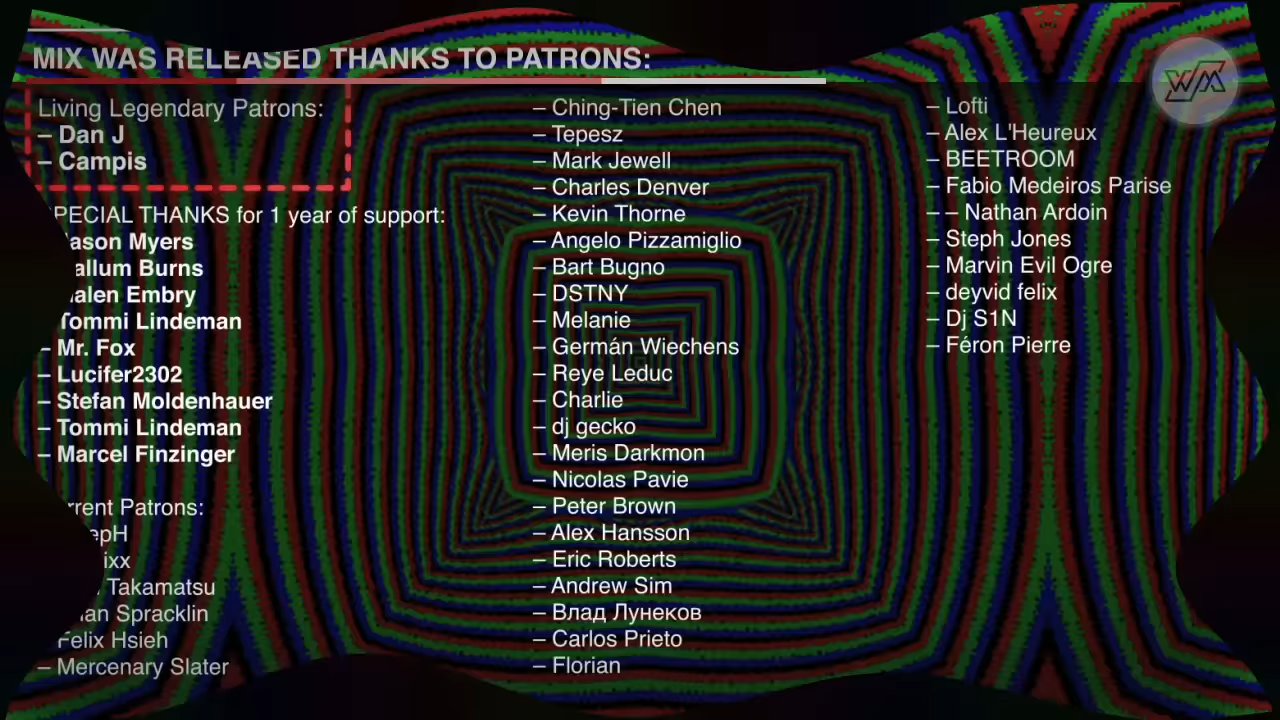 MIX WAS RELEASED THANKS TO PATRONS:
Living Legendary Patrons:
– Dan J
– Campis
SPECIAL THANKS for 1 year of support:
Myers
Burns
Embry
Tommi Lindeman
– Mr. Fox
– Lucifer2302
– Stefan Moldenhauer
– Tommi Lindeman
– Marcel Finzinger
Patrons:
Takamatsu
Spracklin
Felix Hsieh
– Mercenary Slater
– Ching-Tien Chen
– Tepesz
– Mark Jewell
– Charles Denver
– Kevin Thorne
– Angelo Pizzamiglio
– Bart Bugno
– DSTNY
– Melanie
– Germán Wiechens
– Reye Leduc
– Charlie
– dj gecko
– Meris Darkmon
– Nicolas Pavie
– Peter Brown
– Alex Hansson
– Eric Roberts
– Andrew Sim
– Влад Лунеков
– Carlos Prieto
– Florian
– Lofti
– Alex L'Heureux
– BEETROOM
– Fabio Medeiros Parise
– – Nathan Ardoin
– Steph Jones
– Marvin Evil Ogre
– deyvid felix
– Dj S1N
– Féron Pierre
WM